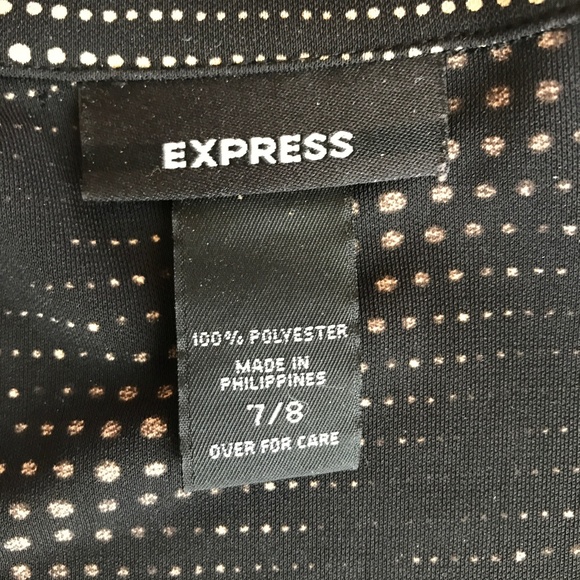 EXPRESS
100% POLYESTER
MADE IN
PHILIPPINES
7/8
OVER FOR CARE